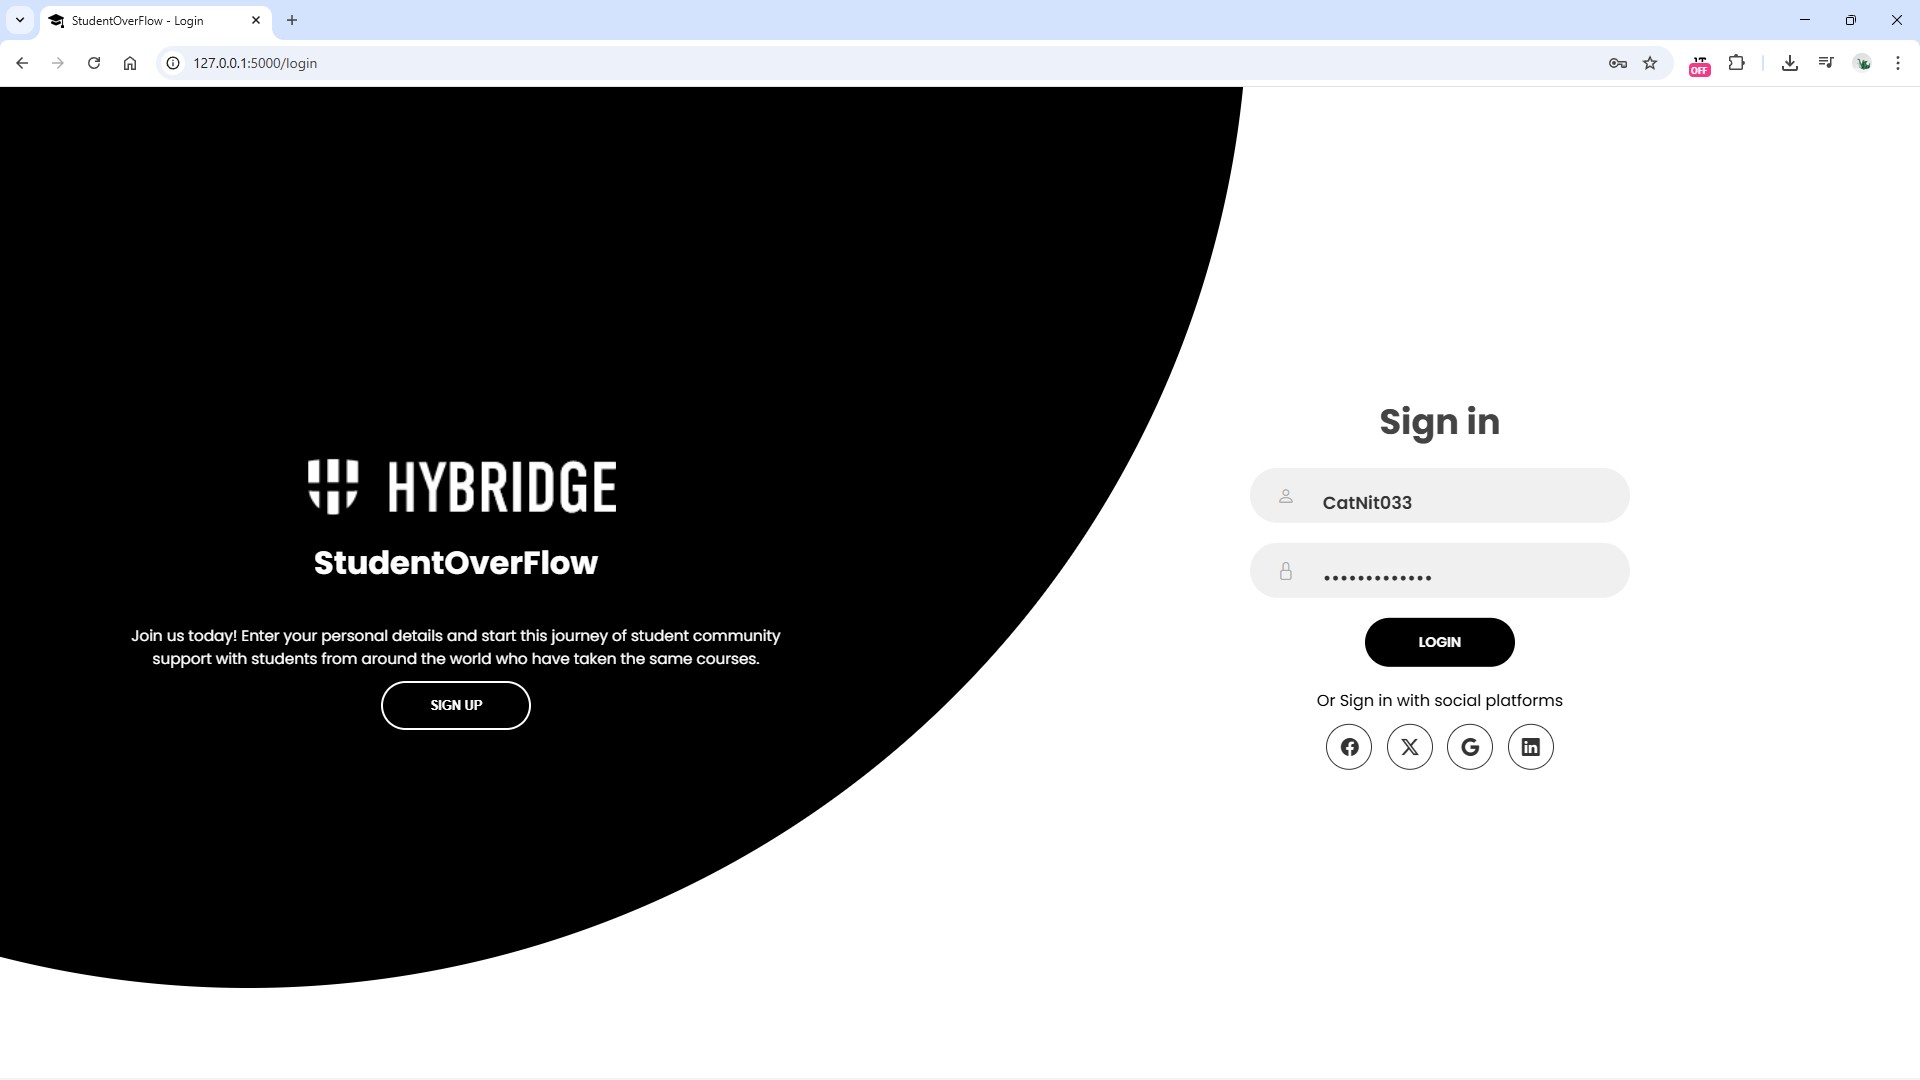 StudentOverFlow - Login
127.0.0.1:5000/login
OFF
HYBRIDGE
StudentOverFlow
Join us today! Enter your personal details and start this journey of student community
support with students from around the world who have taken the same courses.
SIGN UP
Sign in
CatNit033
•••••••••••••
LOGIN
Or Sign in with social platforms